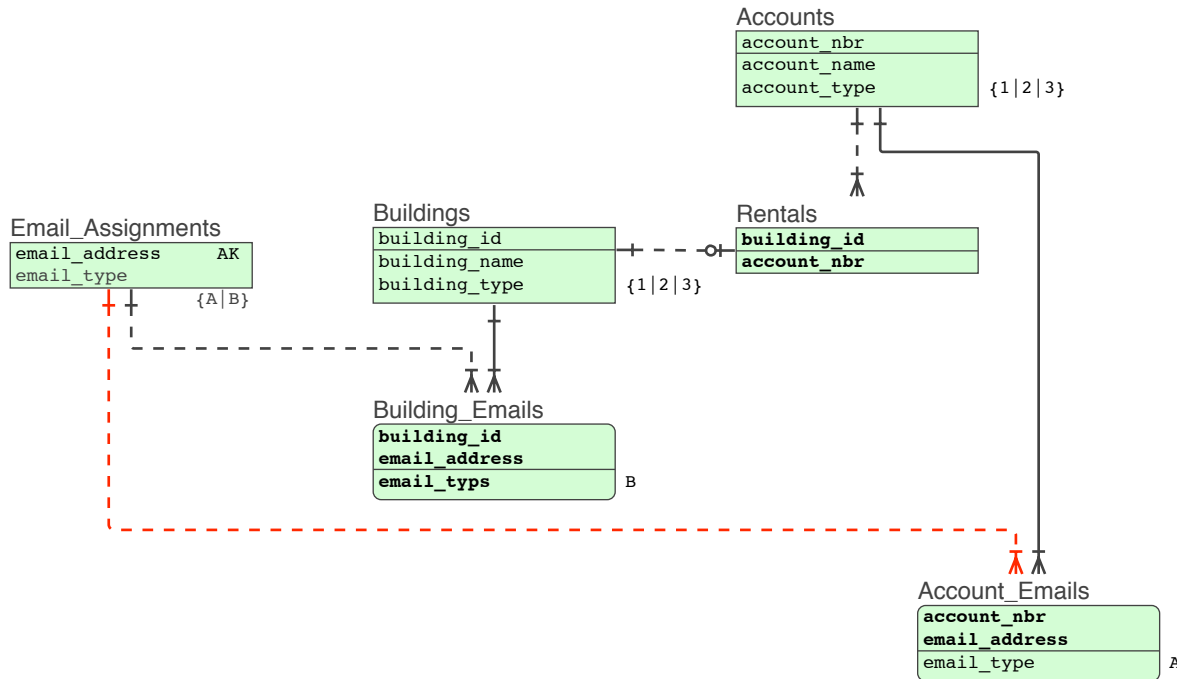 Accounts
account_nbr
account_name
account_type {1|2|3}
Email_Assignments
email_address AK
email_type
{A|B}
Buildings
building_id
building_name
building_type {1|2|3}
Rentals
building_id
account_nbr
Building_Emails
building_id
email_address
email_typs B
Account_Emails
account_nbr
email_address
email_type A